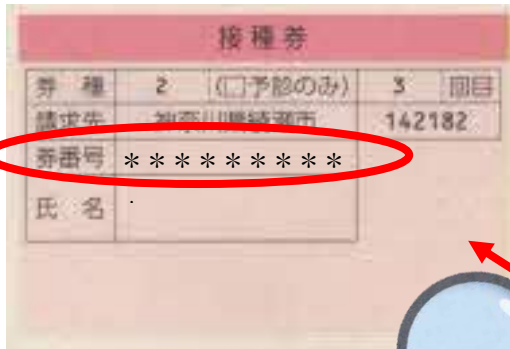 接種券
券種 2 (□予診のみ) 3 回目
請求先 神奈川県綾瀬市 142182
券番号 *********
氏名